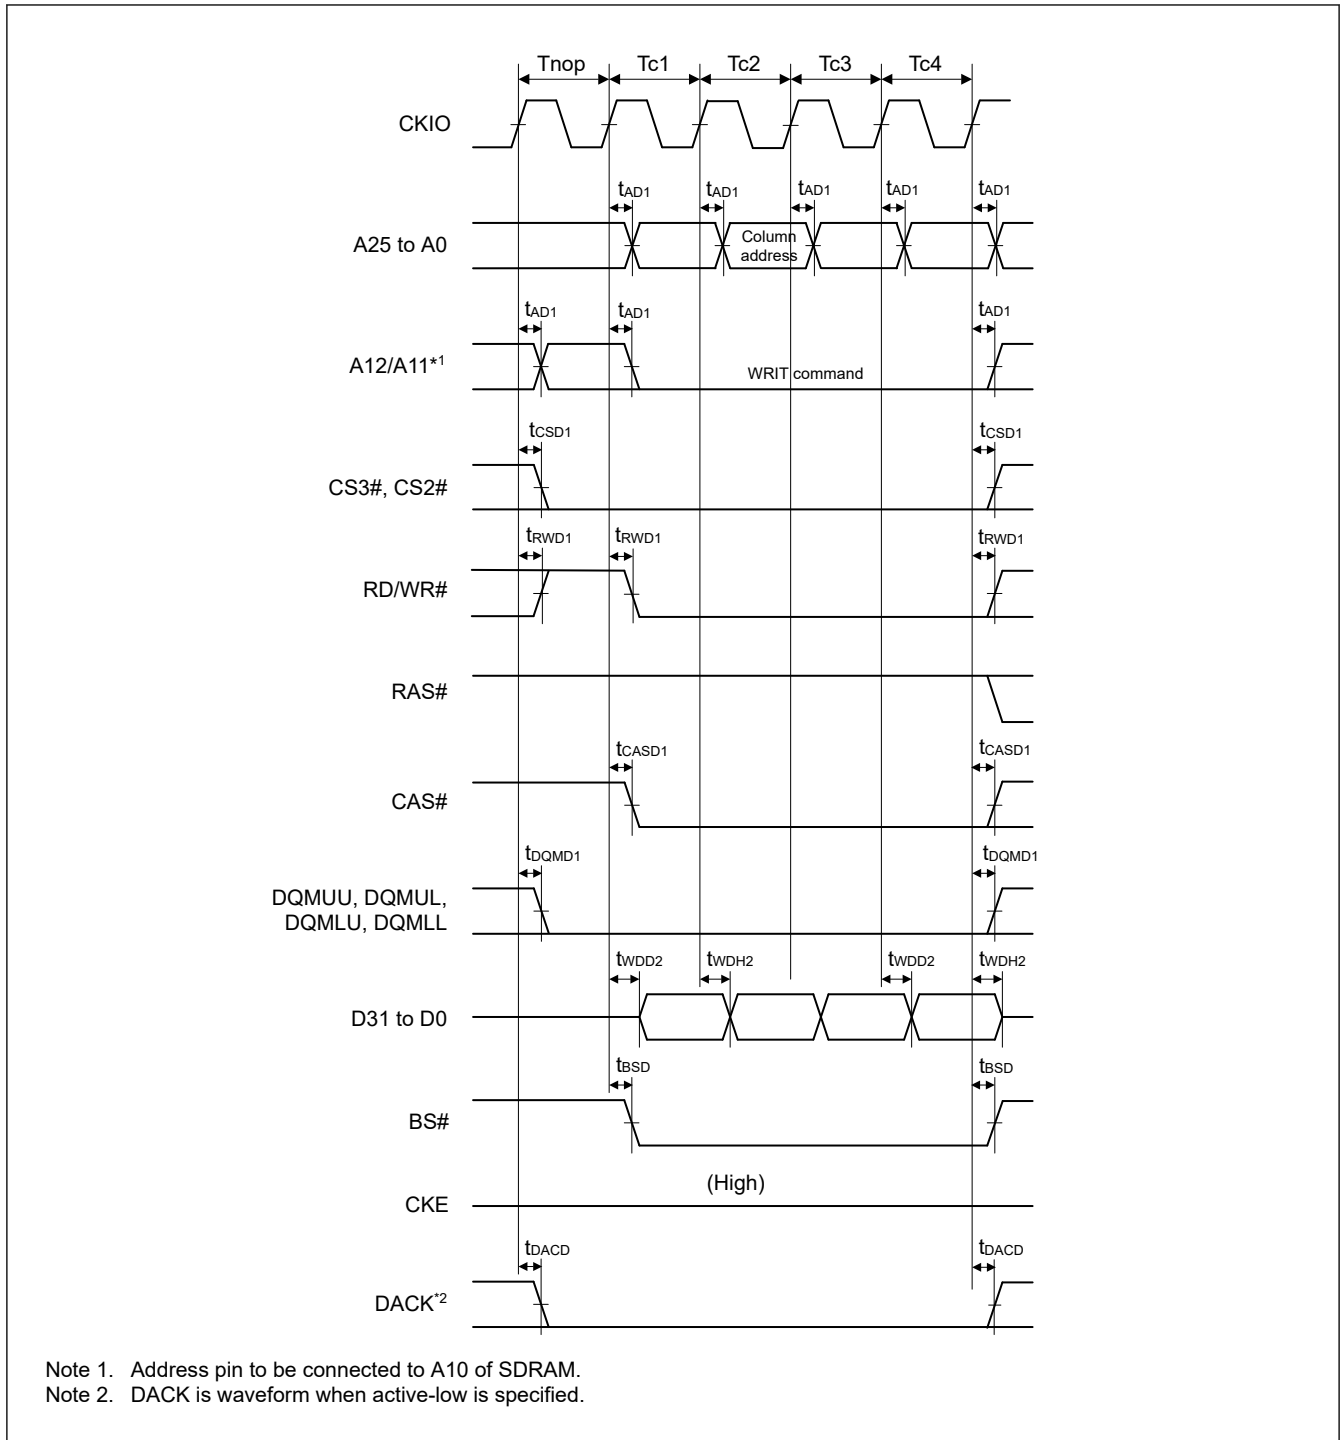 Tnop Tc1 Tc2 Tc3 Tc4
CKIO
tAD1 tAD1 tAD1 tAD1 tAD1
A25 to A0
Column
address
tAD1 tAD1 tAD1
A12/A11*1
WRIT command
tCSD1 tCSD1
CS3#, CS2#
tRWD1 tRWD1 tRWD1
RD/WR#
RAS#
tCASD1 tCASD1
CAS#
tDQMD1 tDQMD1
DQMUU, DQMUL,
DQMLU, DQMLL
tWDD2 tWDH2 tWDD2 tWDH2
D31 to D0
tBSD tBSD
BS#
(High)
CKE
tDACD tDACD
DACK*2
Note 1. Address pin to be connected to A10 of SDRAM.
Note 2. DACK is waveform when active-low is specified.